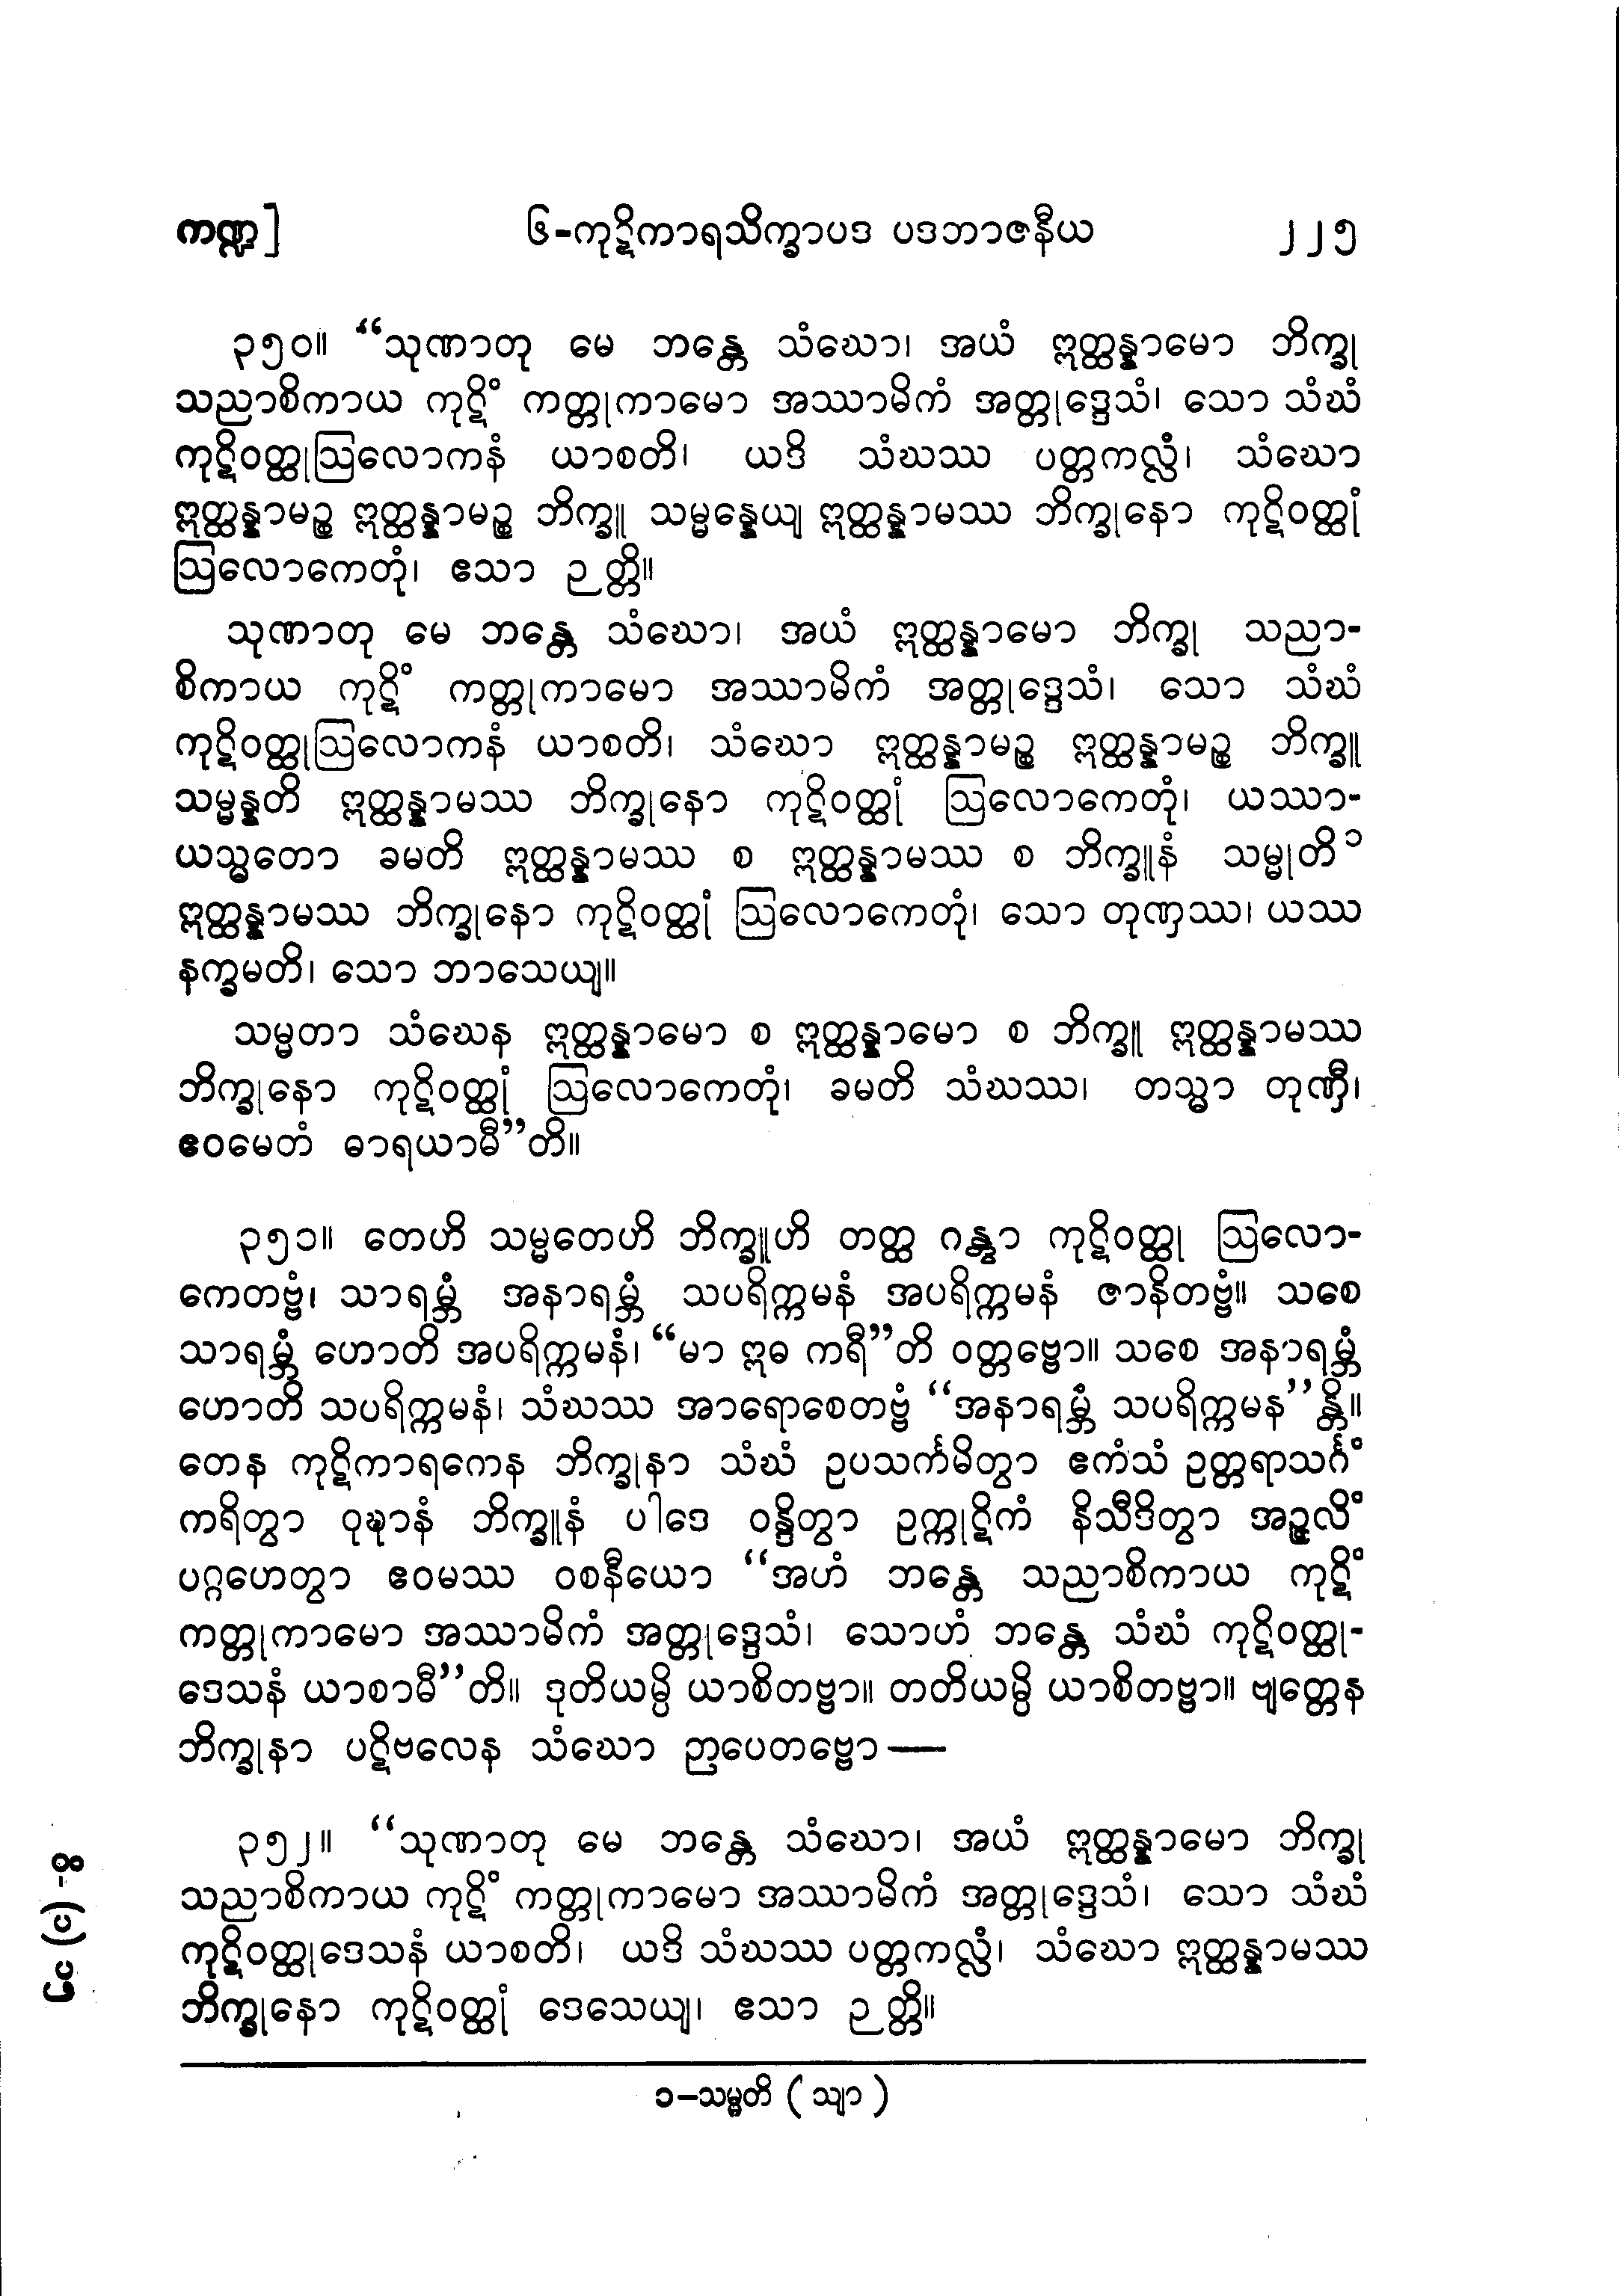 ကဏ္ဍ] ၆-ကုဋိကာရသိက္ခာပဒ ပဒဘာဇနီယ ၂၂၅
၃၅၀။ “သုဏာတု မေ ဘန္တေ သံဃော၊ အယံ ဣတ္ထန္နာမော ဘိက္ခု
သညာစိကာယ ကုဋိံ ကတ္တုကာမော အဿာမိကံ အတ္တုဒ္ဒေသံ၊ သော သံဃံ
ကုဋိဝတ္ထုဩလောကနံ ယာစတိ၊ ယဒိ သံဃဿ ပတ္တကလ္လံ၊ သံဃော
ဣတ္ထန္နာမဉ္စ ဣတ္ထန္နာမဉ္စ ဘိက္ခူ သမ္မန္နေယျ ဣတ္ထန္နာမဿ ဘိက္ခုနော ကုဋိဝတ္ထုံ
ဩလောကေတုံ၊ ဧသာ ဉတ္တိ။
သုဏာတု မေ ဘန္တေ သံဃော၊ အယံ ဣတ္ထန္နာမော ဘိက္ခု သညာ-
စိကာယ ကုဋိံ ကတ္တုကာမော အဿာမိကံ အတ္တုဒ္ဒေသံ၊ သော သံဃံ
ကုဋိဝတ္ထုဩလောကနံ ယာစတိ၊ သံဃော ဣတ္ထန္နာမဉ္စ ဣတ္ထန္နာမဉ္စ ဘိက္ခူ
သမ္မန္နတိ ဣတ္ထန္နာမဿ ဘိက္ခုနော ကုဋိဝတ္ထုံ ဩလောကေတုံ၊ ယဿာ-
ယသ္မတော ခမတိ ဣတ္ထန္နာမဿ စ ဣတ္ထန္နာမဿ စ ဘိက္ခူနံ သမ္မုတိ ၁
ဣတ္ထန္နာမဿ ဘိက္ခုနော ကုဋိဝတ္ထုံ ဩလောကေတုံ၊ သော တုဏှဿ၊ ယဿ
နက္ခမတိ၊ သော ဘာသေယျ။
သမ္မတာ သံဃေန ဣတ္ထန္နာမော စ ဣတ္ထန္နာမော စ ဘိက္ခူ ဣတ္ထန္နာမဿ
ဘိက္ခုနော ကုဋိဝတ္ထုံ ဩလောကေတုံ၊ ခမတိ သံဃဿ၊ တသ္မာ တုဏှီ၊
ဧဝမေတံ ဓာရယာမီ”တိ။
၃၅၁။ တေဟိ သမ္မတေဟိ ဘိက္ခူဟိ တတ္ထ ဂန္တွာ ကုဋိဝတ္ထု ဩလော-
ကေတဗ္ဗံ၊ သာရမ္ဘံ အနာရမ္ဘံ သပရိက္ကမနံ အပရိက္ကမနံ ဇာနိတဗ္ဗံ။ သစေ
သာရမ္ဘံ ဟောတိ အပရိက္ကမနံ၊ “မာ ဣဓ ကရီ”တိ ဝတ္တဗ္ဗော။ သစေ အနာရမ္ဘံ
ဟောတိ သပရိက္ကမနံ၊ သံဃဿ အာရောစေတဗ္ဗံ “အနာရမ္ဘံ သပရိက္ကမန”န္တိ။
တေန ကုဋိကာရကေန ဘိက္ခုနာ သံဃံ ဥပသင်္ကမိတွာ ဧကံသံ ဥတ္တရာသင်္ဂံ
ကရိတွာ ဝုဍ္ဎာနံ ဘိက္ခူနံ ပါဒေ ဝန္ဒိတွာ ဥက္ကုဋိကံ နိသီဒိတွာ အဉ္ဇလိံ
ပဂ္ဂဟေတွာ ဧဝမဿ ဝစနီယော “အဟံ ဘန္တေ သညာစိကာယ ကုဋိံ
ကတ္တုကာမော အဿာမိကံ အတ္တုဒ္ဒေသံ၊ သောဟံ ဘန္တေ သံဃံ ကုဋိဝတ္ထု-
ဒေသနံ ယာစာမီ”တိ။ ဒုတိယမ္ပိ ယာစိတဗ္ဗာ။ တတိယမ္ပိ ယာစိတဗ္ဗာ။ ဗျတ္တေန
ဘိက္ခုနာ ပဋိဗလေန သံဃော ဉာပေတဗ္ဗော—
၃၅၂။ “သုဏာတု မေ ဘန္တေ သံဃော၊ အယံ ဣတ္ထန္နာမော ဘိက္ခု
သညာစိကာယ ကုဋိံ ကတ္တုကာမော အဿာမိကံ အတ္တုဒ္ဒေသံ၊ သော သံဃံ
ကုဋိဝတ္ထုဒေသနံ ယာစတိ၊ ယဒိ သံဃဿ ပတ္တကလ္လံ၊ သံဃော ဣတ္ထန္နာမဿ
ဘိက္ခုနော ကုဋိဝတ္ထုံ ဒေသေယျ၊ ဧသာ ဉတ္တိ။
၁–သမ္မတိ (သျာ)